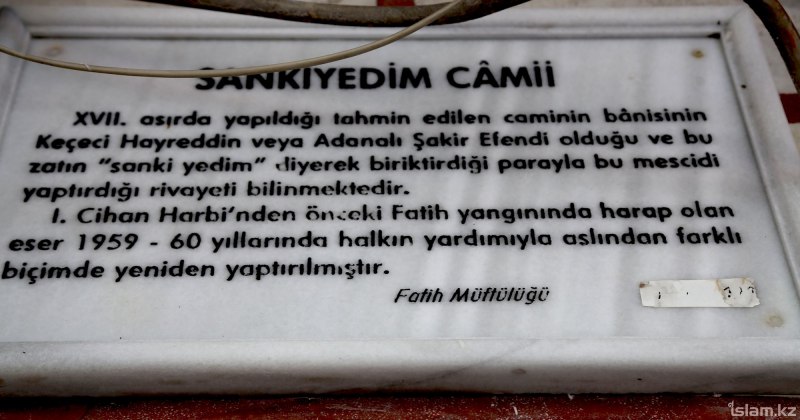 SANKİYEDİM CÂMİİ
XVII. asırda yapıldığı tahmin edilen caminin bânisinin
Keçeci Hayreddin veya Adanalı Şakir Efendi olduğu ve bu
zatın "sanki yedim" diyerek biriktirdiği parayla bu mescidi
yaptırdığı rivayeti bilinmektedir.
I. Cihan Harbi'nden önceki Fatih yangınında harap olan
eser 1959 - 60 yıllarında halkın yardımıyla aslından farklı
biçimde yeniden yaptırılmıştır.
Fatih Müftülüğü
islam.kz